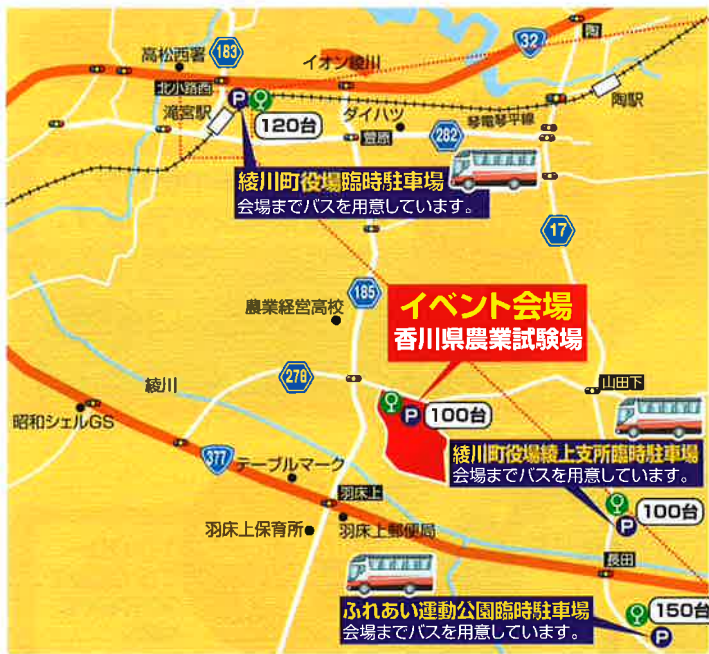 183
高松西署
32
陶
イオン綾川
北小路西
滝宮駅
P
120台
ダイハツ
萱原
282
琴電琴平線
陶駅
綾川町役場臨時駐車場
会場までバスを用意しています。
17
185
農業経営高校
イベント会場
香川県農業試験場
278
綾川
P
100台
山田下
昭和シェルGS
377
テーブルマーク
綾川町役場綾上支所臨時駐車場
会場までバスを用意しています。
羽床上
P
100台
羽床上保育所
羽床上郵便局
長田
ふれあい運動公園臨時駐車場
会場までバスを用意しています。
150台
P